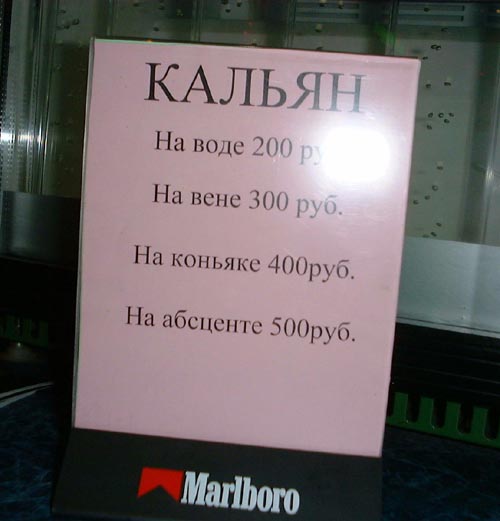 КАЛЬЯН
На воде 200 ру
На вене 300 руб.
На коньяке 400руб.
На абсценте 500руб.
Marlboro